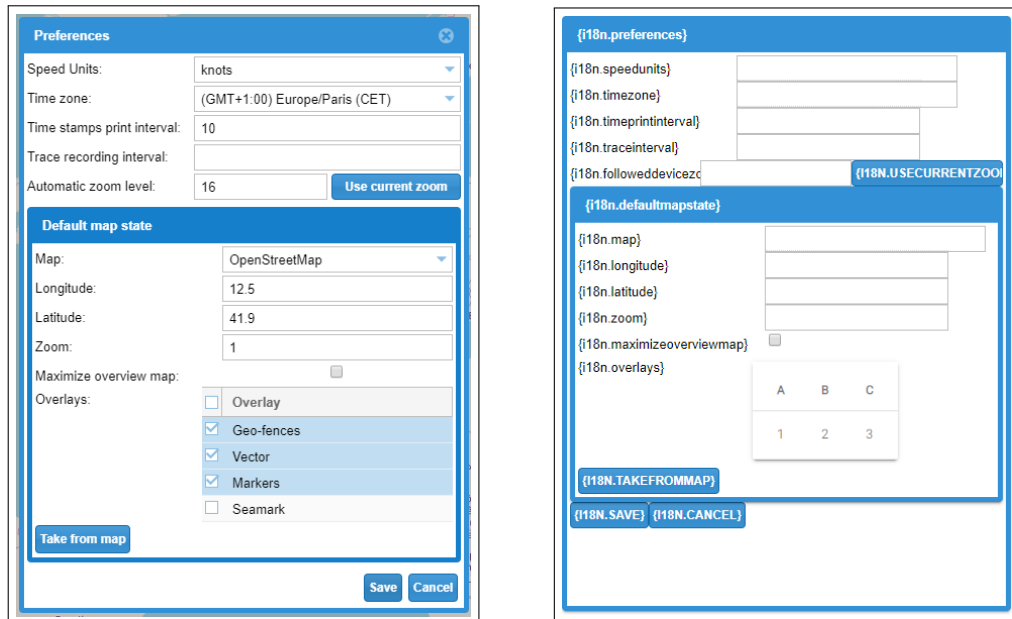 Preferences
Speed Units: knots
Time zone: (GMT+1:00) Europe/Paris (CET)
Time stamps print interval: 10
Trace recording interval:
Automatic zoom level: 16 Use current zoom
Default map state
Map: OpenStreetMap
Longitude: 12.5
Latitude: 41.9
Zoom: 1
Maximize overview map:
Overlays: Overlay
Geo-fences
Vector
Markers
Seamark
Take from map
Save Cancel
{i18n.preferences}
{i18n.speedunits}
{i18n.timezone}
{i18n.timeprintinterval}
{i18n.traceinterval}
{i18n.followeddevicezo {I18N.USECURRENTZOO
{i18n.defaultmapstate}
{i18n.map}
{i18n.longitude}
{i18n.latitude}
{i18n.zoom}
{i18n.maximizeoverviewmap}
{i18n.overlays}
A B C
1 2 3
{I18N.TAKEFROMMAP}
{I18N.SAVE} {I18N.CANCEL}